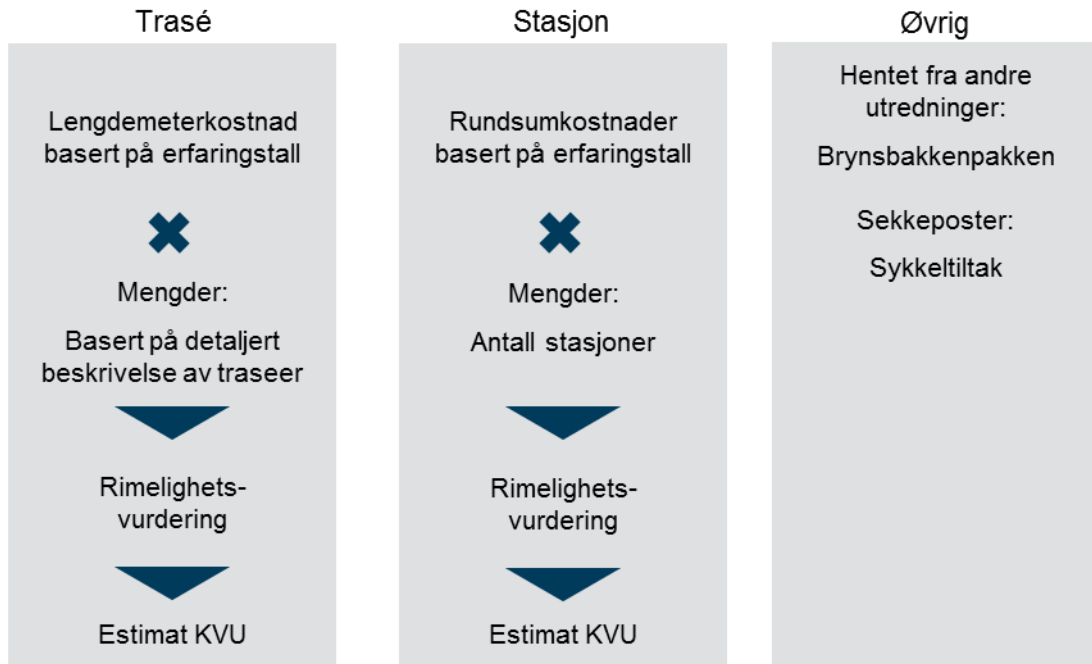 Trasé
Lengdemeterkostnad
basert på erfaringstall
Mengder:
Basert på detaljert
beskrivelse av traseer
Rimelighets-
vurdering
Estimat KVU
Stasjon
Rundsumkostnader
basert på erfaringstall
Mengder:
Antall stasjoner
Rimelighets-
vurdering
Estimat KVU
Øvrig
Hentet fra andre
utredninger:
Brynsbakkenpakken
Sekkeposter:
Sykkeltiltak